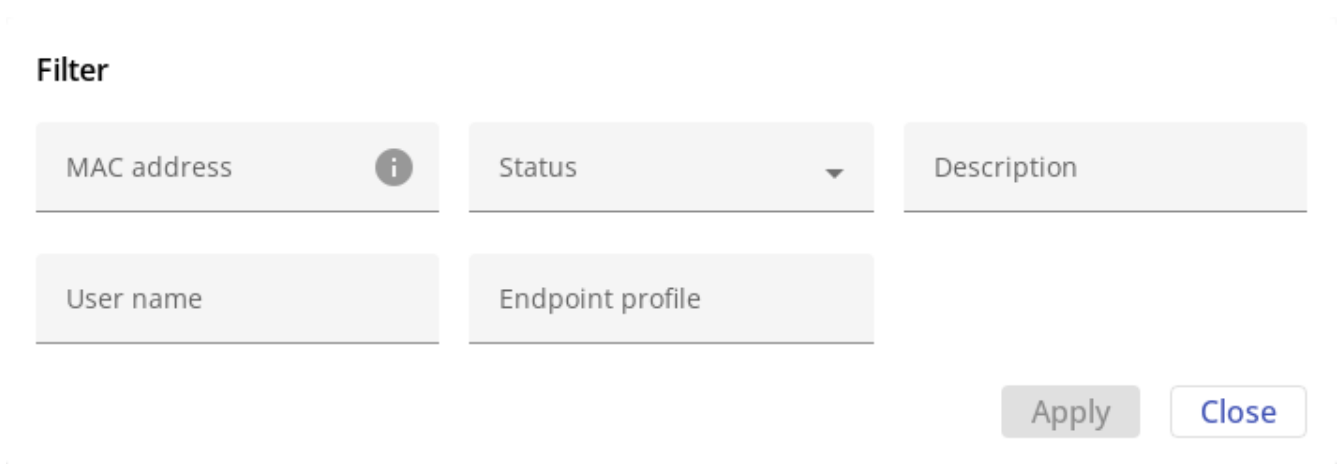 Filter
MAC address
Status
Description
User name
Endpoint profile
Apply
Close